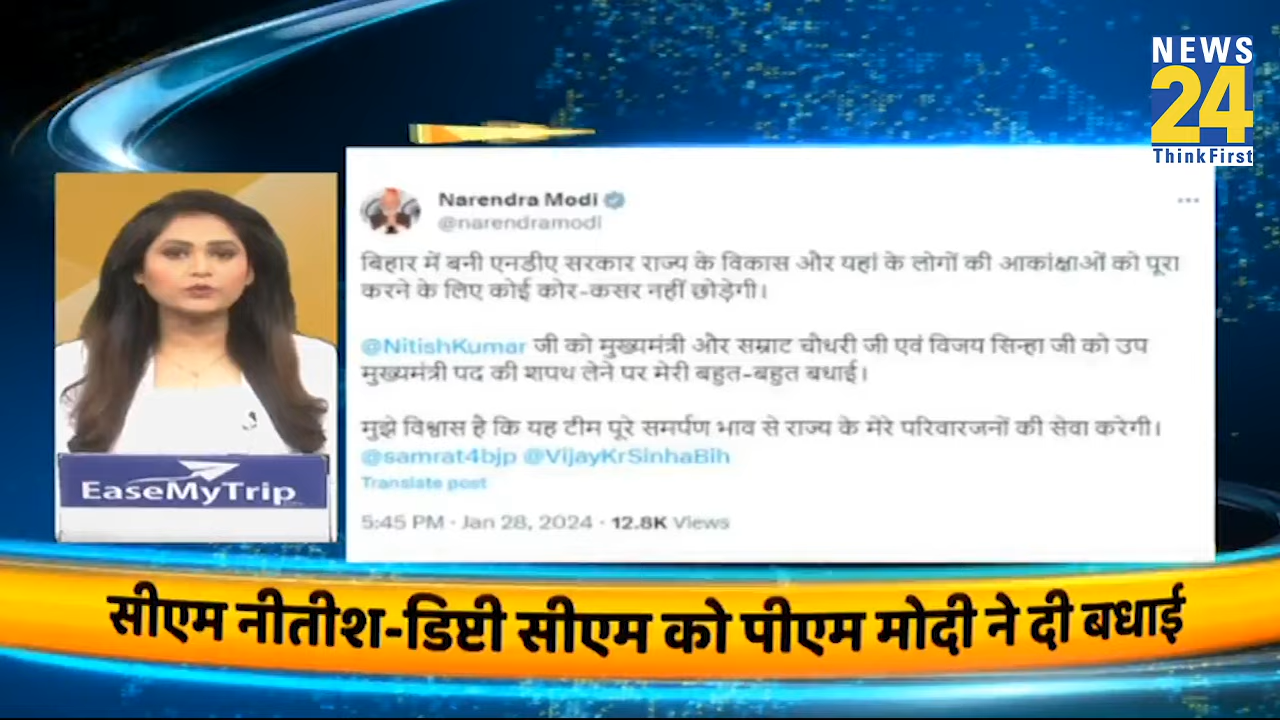 NEWS
24
ThinkFirst
Narendra Modi
@narendramodi
बिहार में बनी एनडीए सरकार राज्य के विकास और यहां के लोगों की आकांक्षाओं को पूरा
करने के लिए कोई कोर-कसर नहीं छोड़ेगी।
@NitishKumar जी को मुख्यमंत्री और सम्राट चौधरी जी एवं विजय सिन्हा जी को उप
मुख्यमंत्री पद की शपथ लेने पर मेरी बहुत-बहुत बधाई।
मुझे विश्वास है कि यह टीम पूरे समर्पण भाव से राज्य के मेरे परिवारजनों की सेवा करेगी।
@samrat4bjp @VijayKrSinhaBih
Translate post
5:45 PM · Jan 28, 2024 · 12.8K Views
EaseMyTrip
सीएम नीतीश-डिप्टी सीएम को पीएम मोदी ने दी बधाई